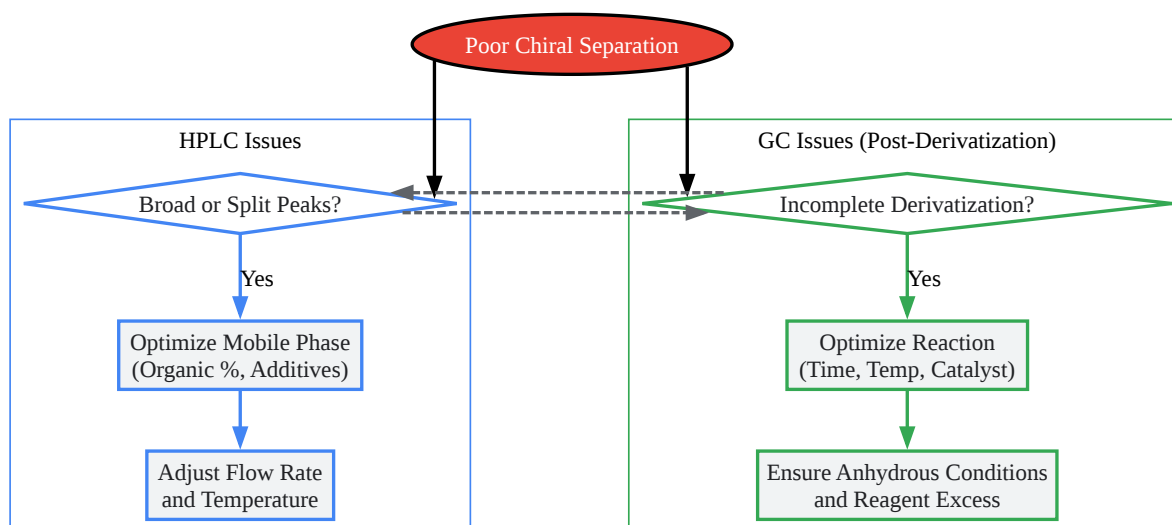 Poor Chiral Separation
HPLC Issues
Broad or Split Peaks?
Yes
Optimize Mobile Phase
(Organic %, Additives)
Adjust Flow Rate
and Temperature
GC Issues (Post-Derivatization)
Incomplete Derivatization?
Yes
Optimize Reaction
(Time, Temp, Catalyst)
Ensure Anhydrous Conditions
and Reagent Excess